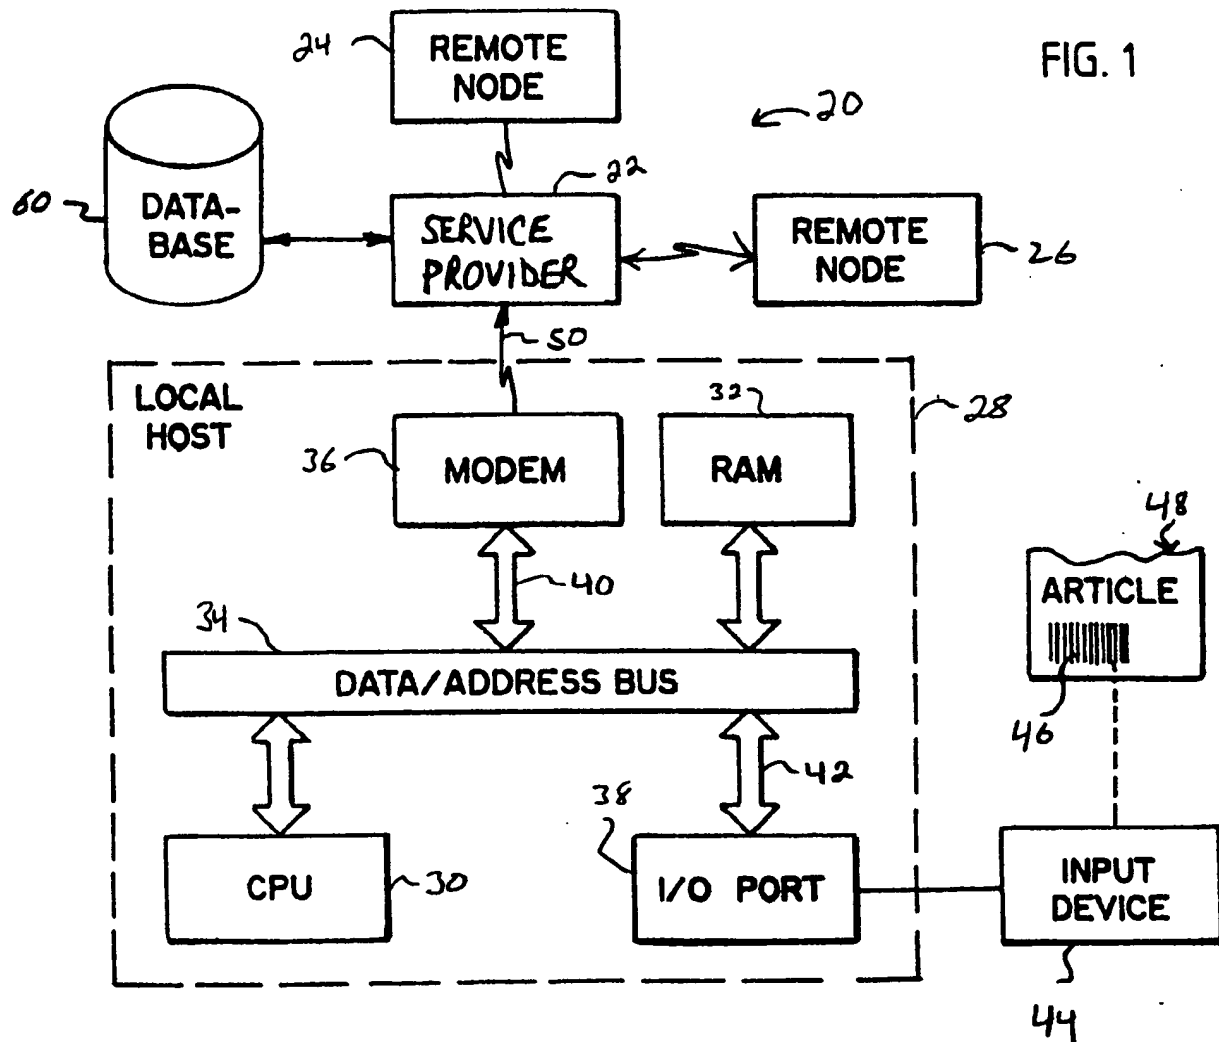 FIG. 1
24
REMOTE
NODE
20
60
DATA-
BASE
22
SERVICE
PROVIDER
REMOTE
NODE
26
50
LOCAL
HOST
28
36
MODEM
32
RAM
40
48
ARTICLE
46
34
DATA/ADDRESS BUS
42
38
CPU
30
I/O PORT
INPUT
DEVICE
44